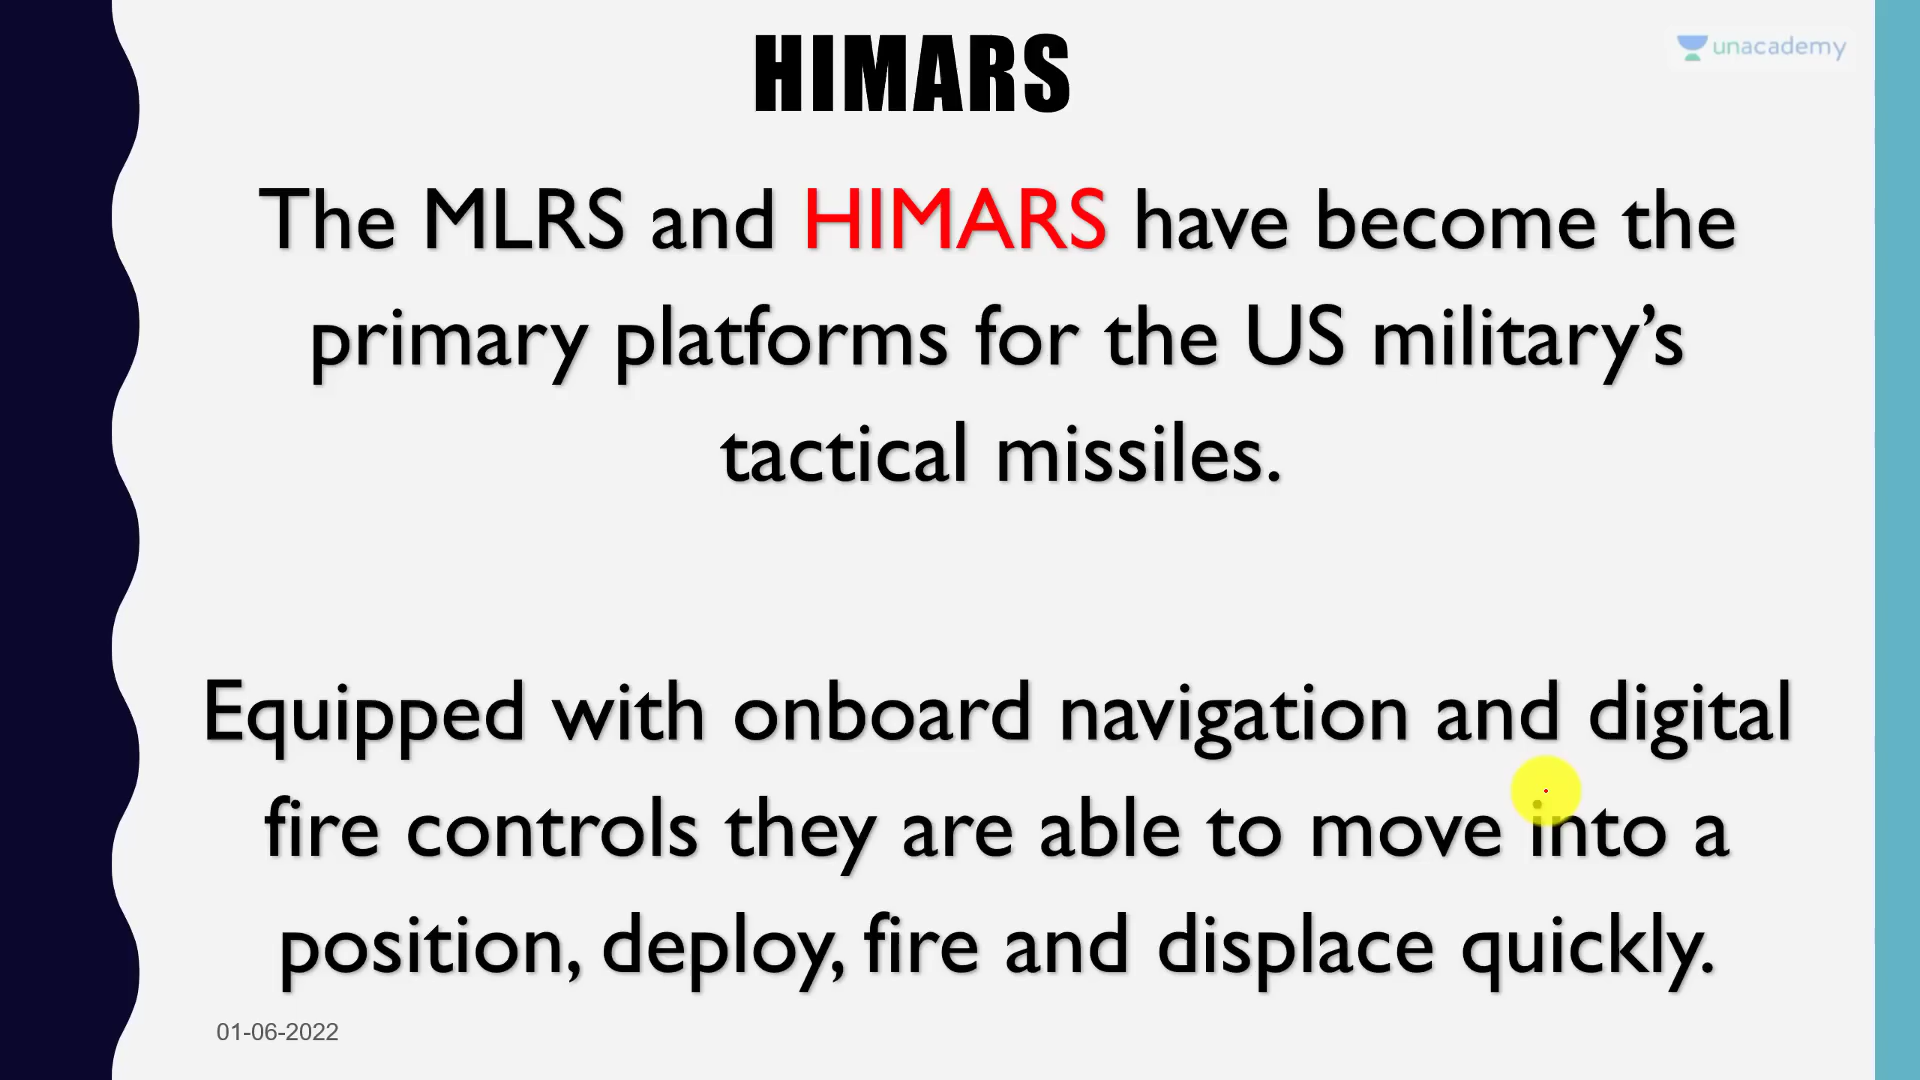 HIMARS
unacademy
The MLRS and HIMARS have become the
primary platforms for the US military’s
tactical missiles.
Equipped with onboard navigation and digital
fire controls they are able to move into a
position, deploy, fire and displace quickly.
01-06-2022